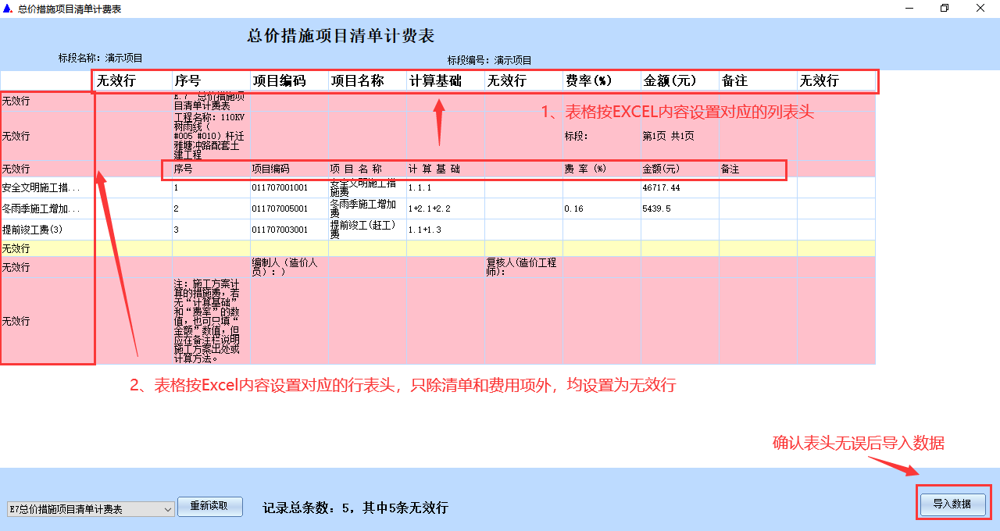 总价措施项目清单计费表
总价措施项目清单计费表
标段名称：演示项目
标段编号：演示项目
无效行 序号 项目编码 项目名称 计算基础 无效行 费率(%) 金额(元) 备注 无效行
无效行
E.7 总价措施项
目清单计费表
1、表格按EXCEL内容设置对应的列表头
无效行
工程名称：110KV
树雨线（
#005 #010）杆迁
雅塘冲路配套土
建工程
标段：
第1页 共1页
无效行 序号 项目编码 项 目 名 称 计 算 基 础 费 率 (%) 金额(元) 备注
安全文明施工措...
1
011707001001
安全文明施工措
施费
1.1.1
46717.44
冬雨季施工增加...
2
011707005001
冬雨季施工增加
费
1+2.1+2.2
0.16
5439.5
提前竣工费(3)
3
011707003001
提前竣工(赶工)
费
1.1+1.3
无效行
无效行
编制人（造价人
员）：）
复核人(造价工程
师)：
无效行
注：施工方案计
算的措施费，若
无“计算基础”
和“费率”的数
值，也可只填“
金额”数值，但
应在备注栏说明
施工方案出处或
计算方法。
2、表格按Excel内容设置对应的行表头，只除清单和费用项外，均设置为无效行
确认表头无误后导入数据
E7总价措施项目清单计费表
重新读取
记录总条数：5，其中5条无效行
导入数据